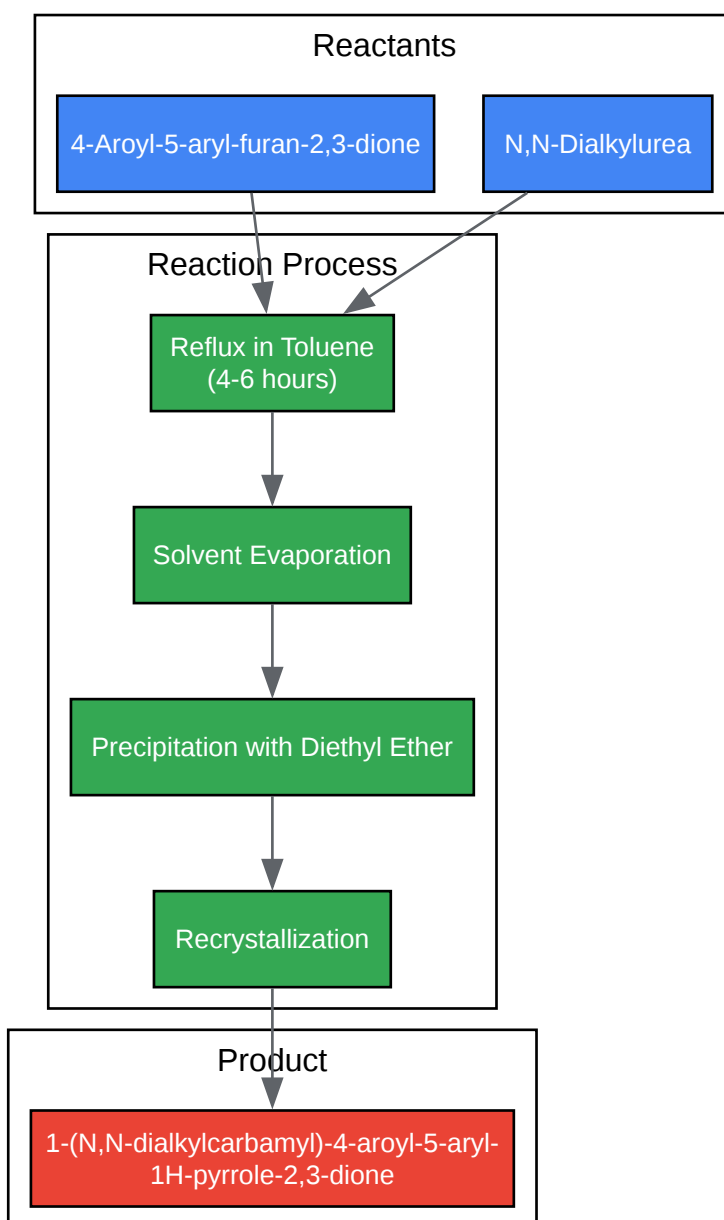 Reactants
4-Aroyl-5-aryl-furan-2,3-dione
N,N-Dialkylurea
Reaction Process
Reflux in Toluene
(4-6 hours)
Solvent Evaporation
Precipitation with Diethyl Ether
Recrystallization
Product
1-(N,N-dialkylcarbamyl)-4-aroyl-5-aryl-
1H-pyrrole-2,3-dione